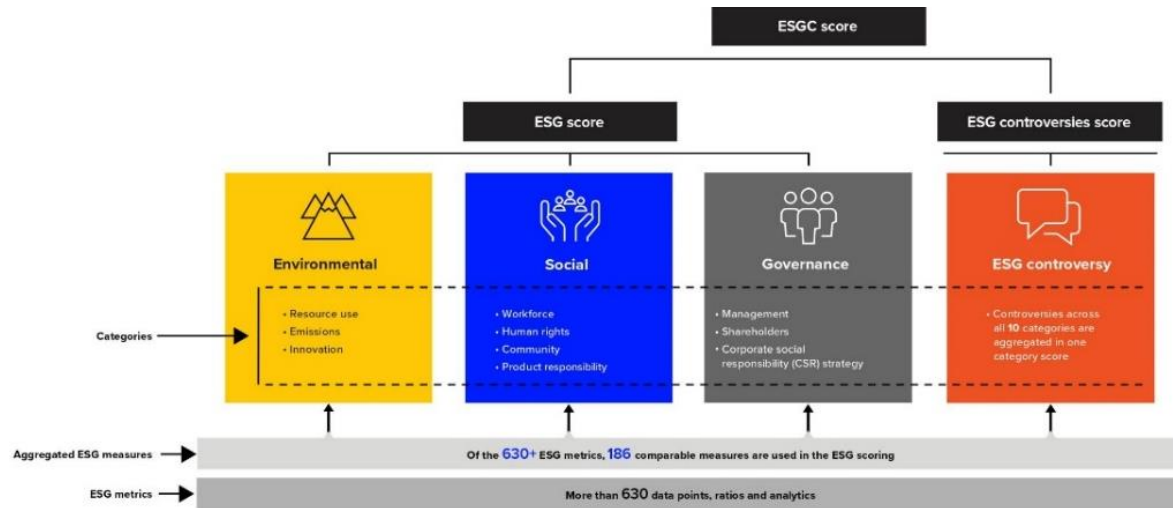 ESGC score
ESG score
ESG controversies score
Environmental
Social
Governance
ESG controversy
Categories
• Resource use
• Emissions
• Innovation
• Workforce
• Human rights
• Community
• Product responsibility
• Management
• Shareholders
• Corporate social
responsibility (CSR) strategy
• Controversies across
all 10 categories are
aggregated in one
category score
Aggregated ESG measures
Of the 630+ ESG metrics, 186 comparable measures are used in the ESG scoring
ESG metrics
More than 630 data points, ratios and analytics